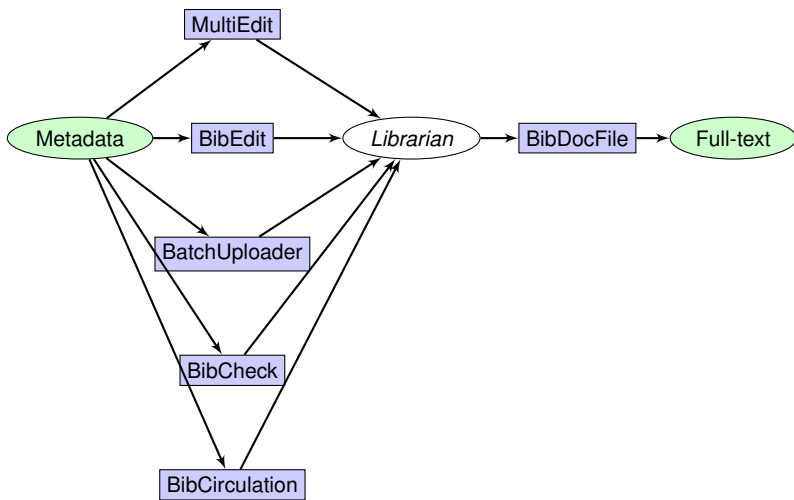 MultiEdit
Metadata
BibEdit
Librarian
BibDocFile
Full-text
BatchUploader
BibCheck
BibCirculation